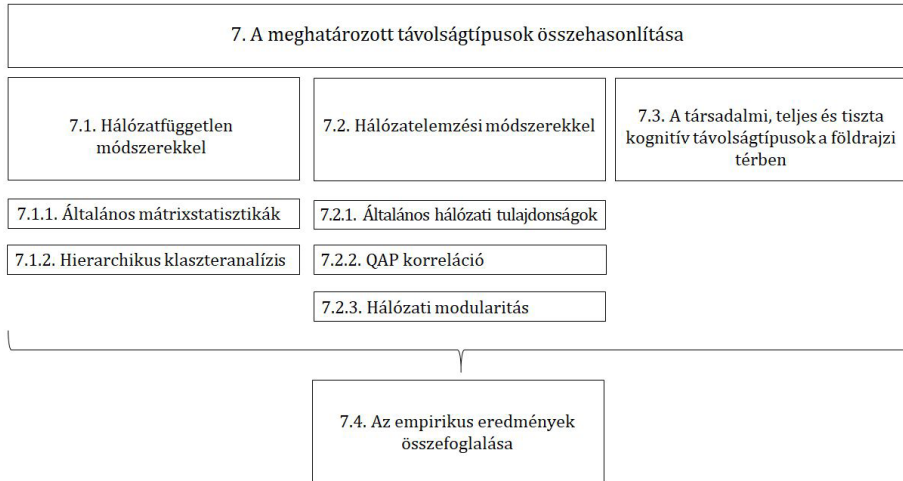 7. A meghatározott távolságtípusok összehasonlítása
7.1. Hálózatfüggetlen
módszerekkel
7.2. Hálózatelemzési módszerekkel
7.3. A társadalmi, teljes és tiszta
kognitív távolságtípusok a földrajzi
térben
7.1.1. Általános mátrixstatisztikák
7.2.1. Általános hálózati tulajdonságok
7.1.2. Hierarchikus klaszteranalízis
7.2.2. QAP korreláció
7.2.3. Hálózati modularitás
7.4. Az empirikus eredmények
összefoglalása